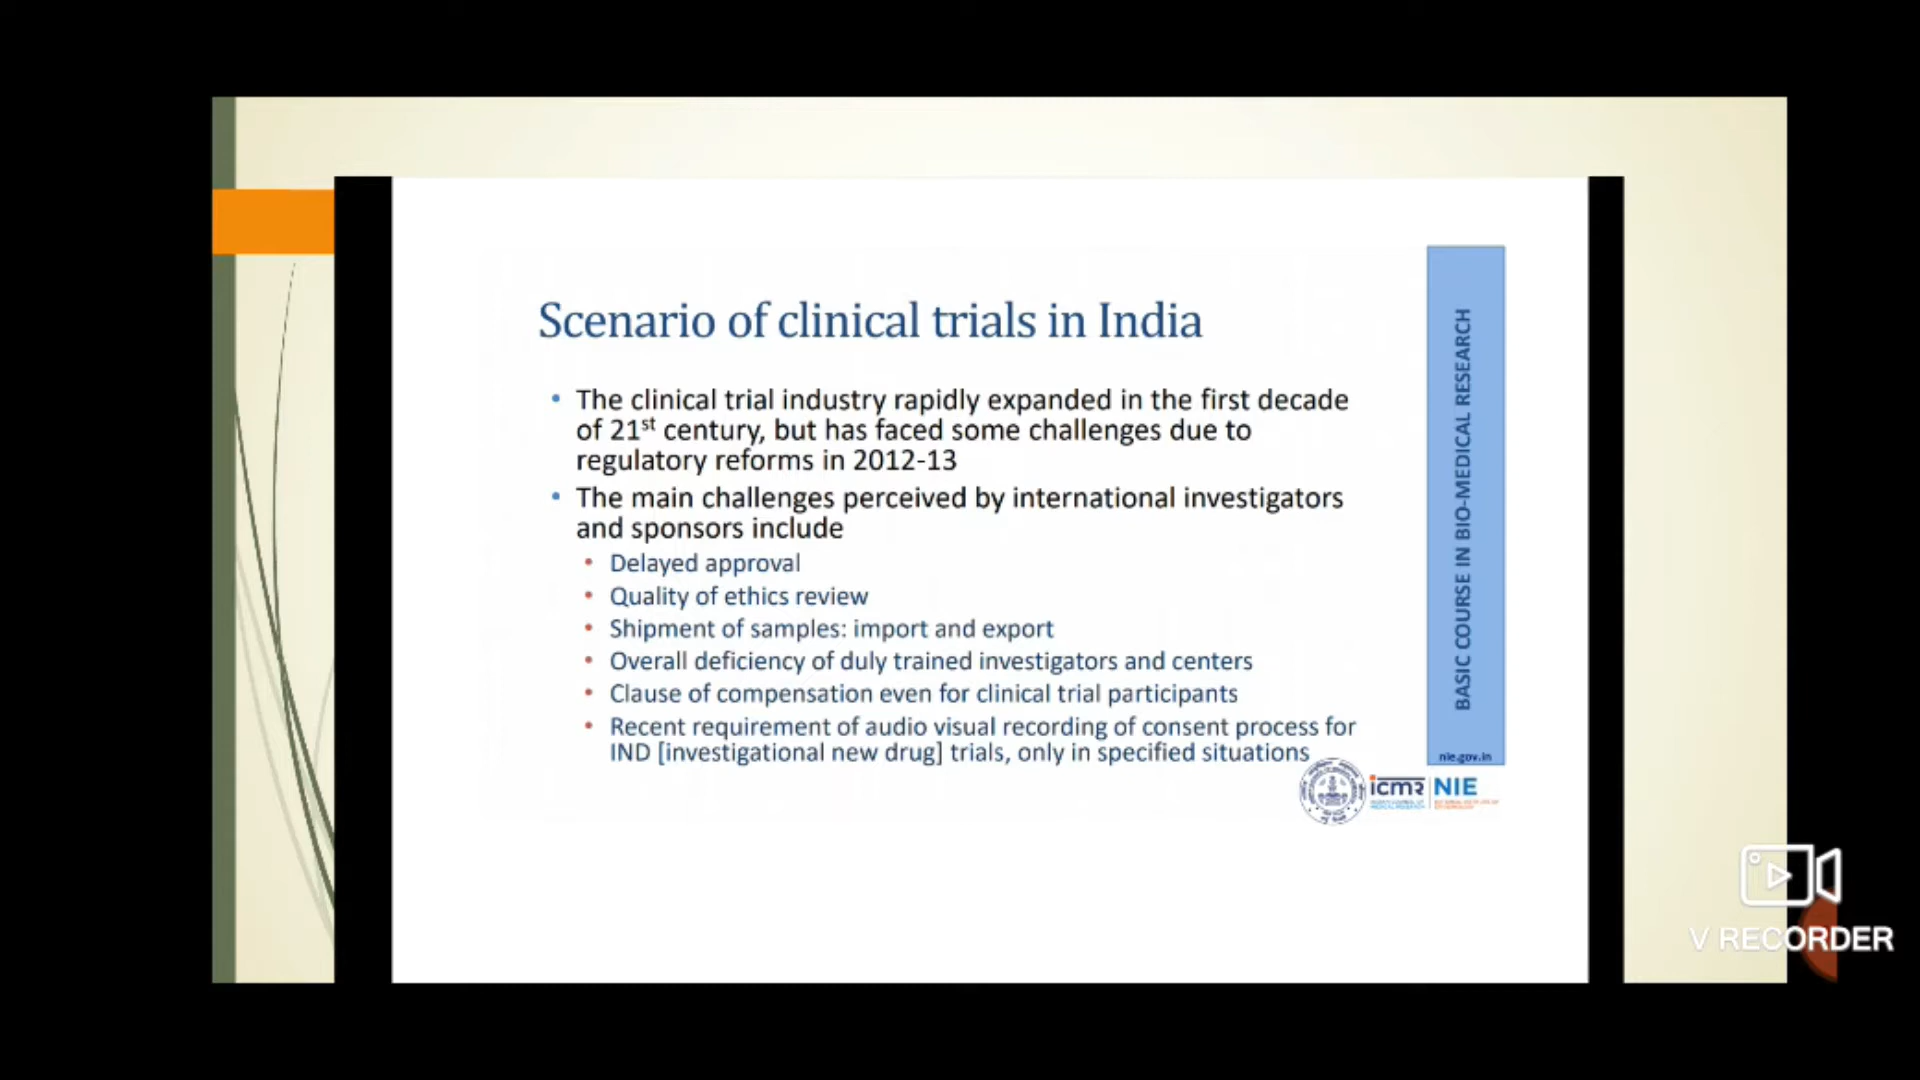 Scenario of clinical trials in India
• The clinical trial industry rapidly expanded in the first decade
of 21st century, but has faced some challenges due to
regulatory reforms in 2012-13
• The main challenges perceived by international investigators
and sponsors include
• Delayed approval
• Quality of ethics review
• Shipment of samples: import and export
• Overall deficiency of duly trained investigators and centers
• Clause of compensation even for clinical trial participants
• Recent requirement of audio visual recording of consent process for
IND [investigational new drug] trials, only in specified situations
BASIC COURSE IN BIO-MEDICAL RESEARCH
nie.gov.in
icmr NIE
V RECORDER